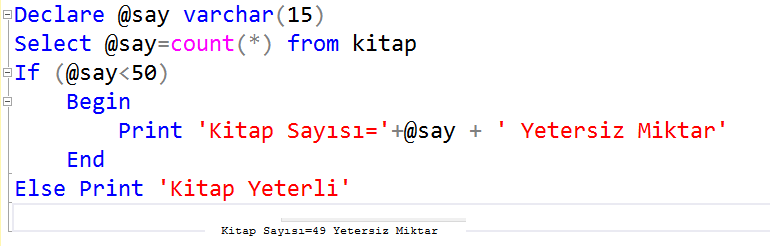 Declare @say varchar(15)
Select @say=count(*) from kitap
If (@say<50)
Begin
Print 'Kitap Sayısı='+@say + ' Yetersiz Miktar'
End
Else Print 'Kitap Yeterli'
Kitap Sayısı=49 Yetersiz Miktar